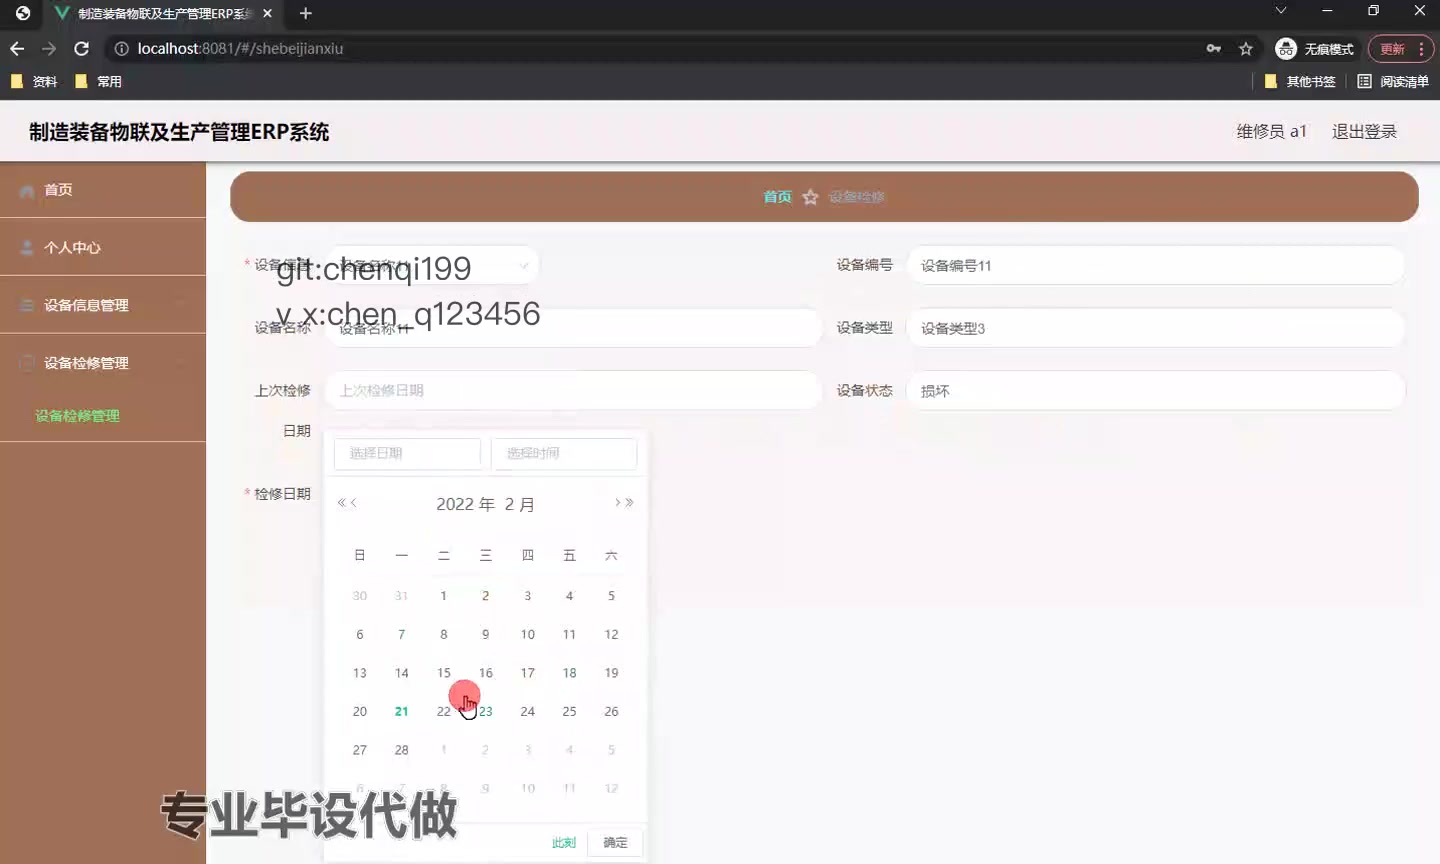 制造装备物联及生产管理ERP系统
localhost:8081/#/shebeijianxiu
无痕模式
更新
资料
常用
其他书签
阅读清单
制造装备物联及生产管理ERP系统
维修员 a1
退出登录
首页
个人中心
设备信息管理
设备检修管理
设备检修管理
首页
设备检修
* 设备信息
git:chenqi199
设备编号
设备编号11
v_x:chen_q123456
设备名称
设备名称11
设备类型
设备类型3
上次检修日期
上次检修日期
设备状态
损坏
选择日期
选择时间
* 检修日期
2022 年 2 月
日 一 二 三 四 五 六
30 31 1 2 3 4 5
6 7 8 9 10 11 12
13 14 15 16 17 18 19
20 21 22 23 24 25 26
27 28 1 2 3 4 5
6 7 8 9 10 11 12
专业毕设代做
此刻
确定